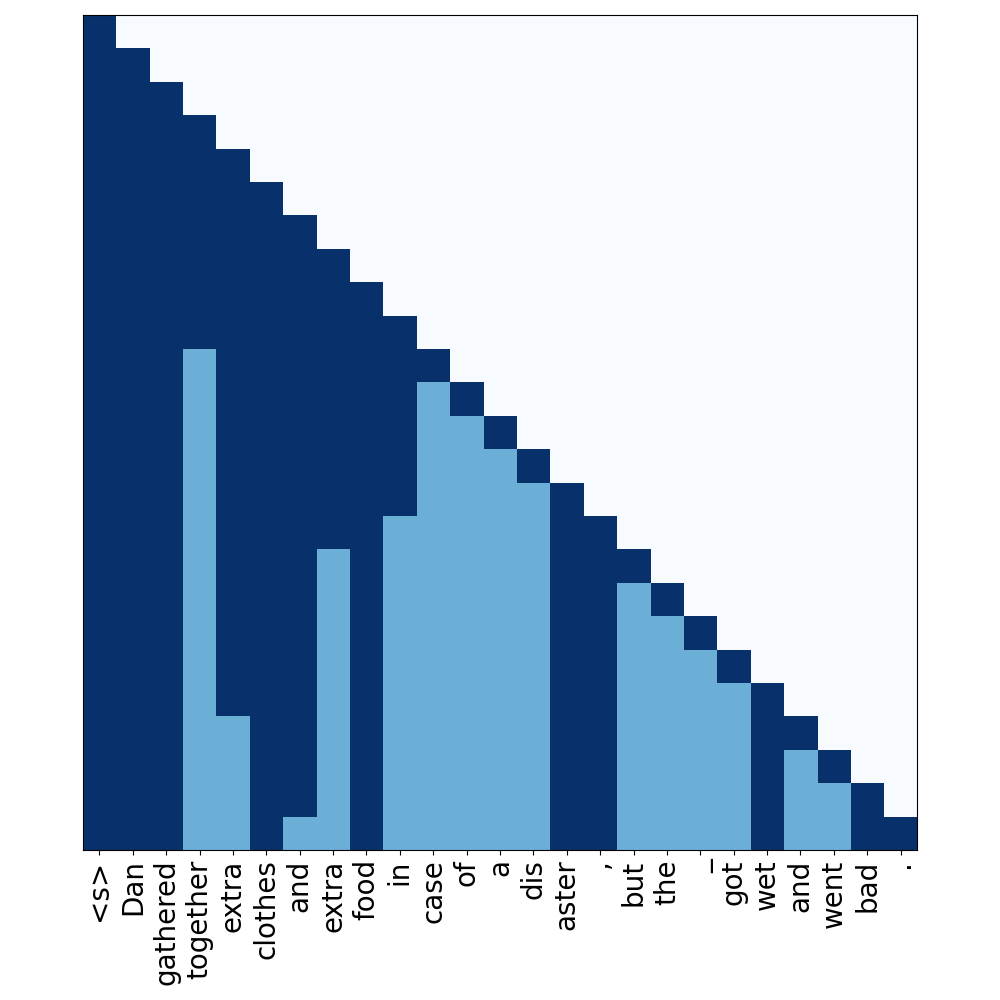 <s> Dan gathered together extra clothes and extra food in case of a dis aster , but the _ got wet and went bad .